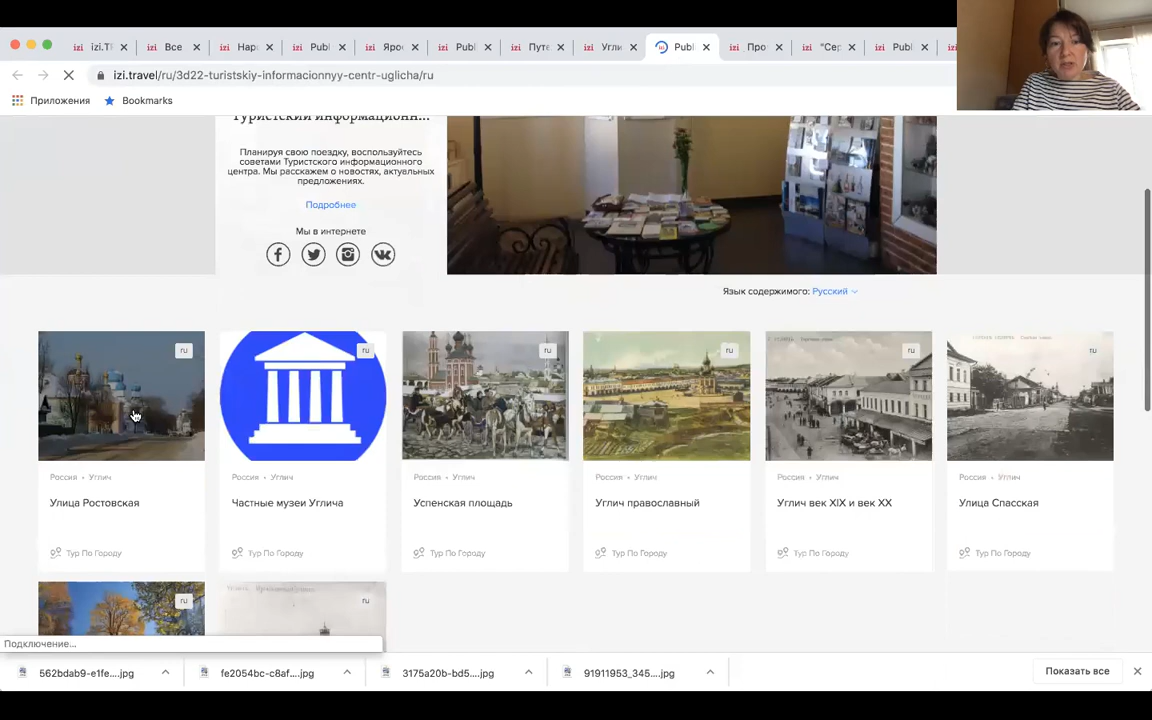 izi.TR
Все
Нар
Publ
Яро
Publ
Путе
Угли
Publ
Про
"Се
Publ
izi.travel/ru/3d22-turistskiy-informacionnyy-centr-uglicha/ru
Приложения
Bookmarks
Туристский информационн...
Планируя свою поездку, воспользуйтесь
советами Туристского информационного
центра. Мы расскажем о новостях, актуальных
предложениях.
Подробнее
Мы в интернете
Язык содержимого: Русский
ru
ru
ru
ru
ru
ru
Россия • Углич
Россия • Углич
Россия • Углич
Россия • Углич
Россия • Углич
Россия • Углич
Улица Ростовская
Частные музеи Углича
Успенская площадь
Углич православный
Углич век XIX и век XX
Улица Спасская
Тур По Городу
Тур По Городу
Тур По Городу
Тур По Городу
Тур По Городу
Тур По Городу
ru
ru
Подключение...
562bdab9-e1fe....jpg
fe2054bc-c8af....jpg
3175a20b-bd5....jpg
91911953_345....jpg
Показать все